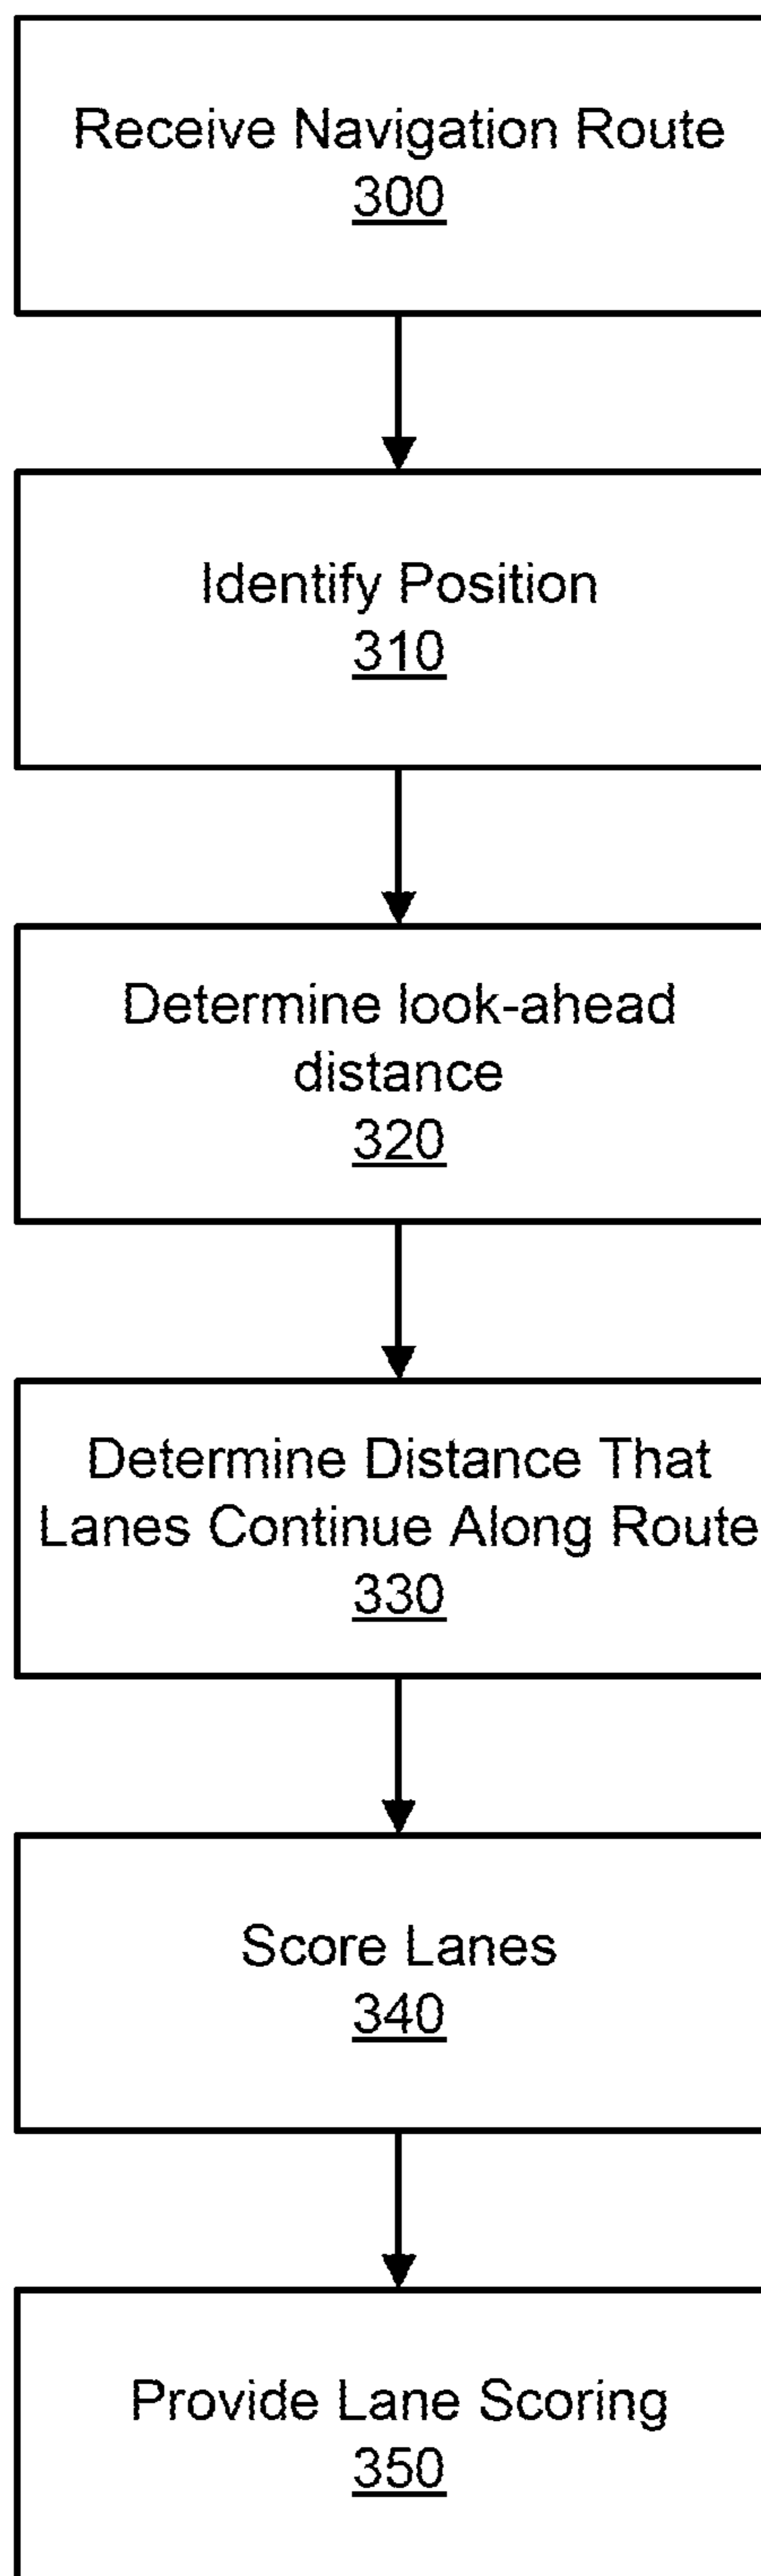 Receive Navigation Route
300
Identify Position
310
Determine look-ahead
distance
320
Determine Distance That
Lanes Continue Along Route
330
Score Lanes
340
Provide Lane Scoring
350